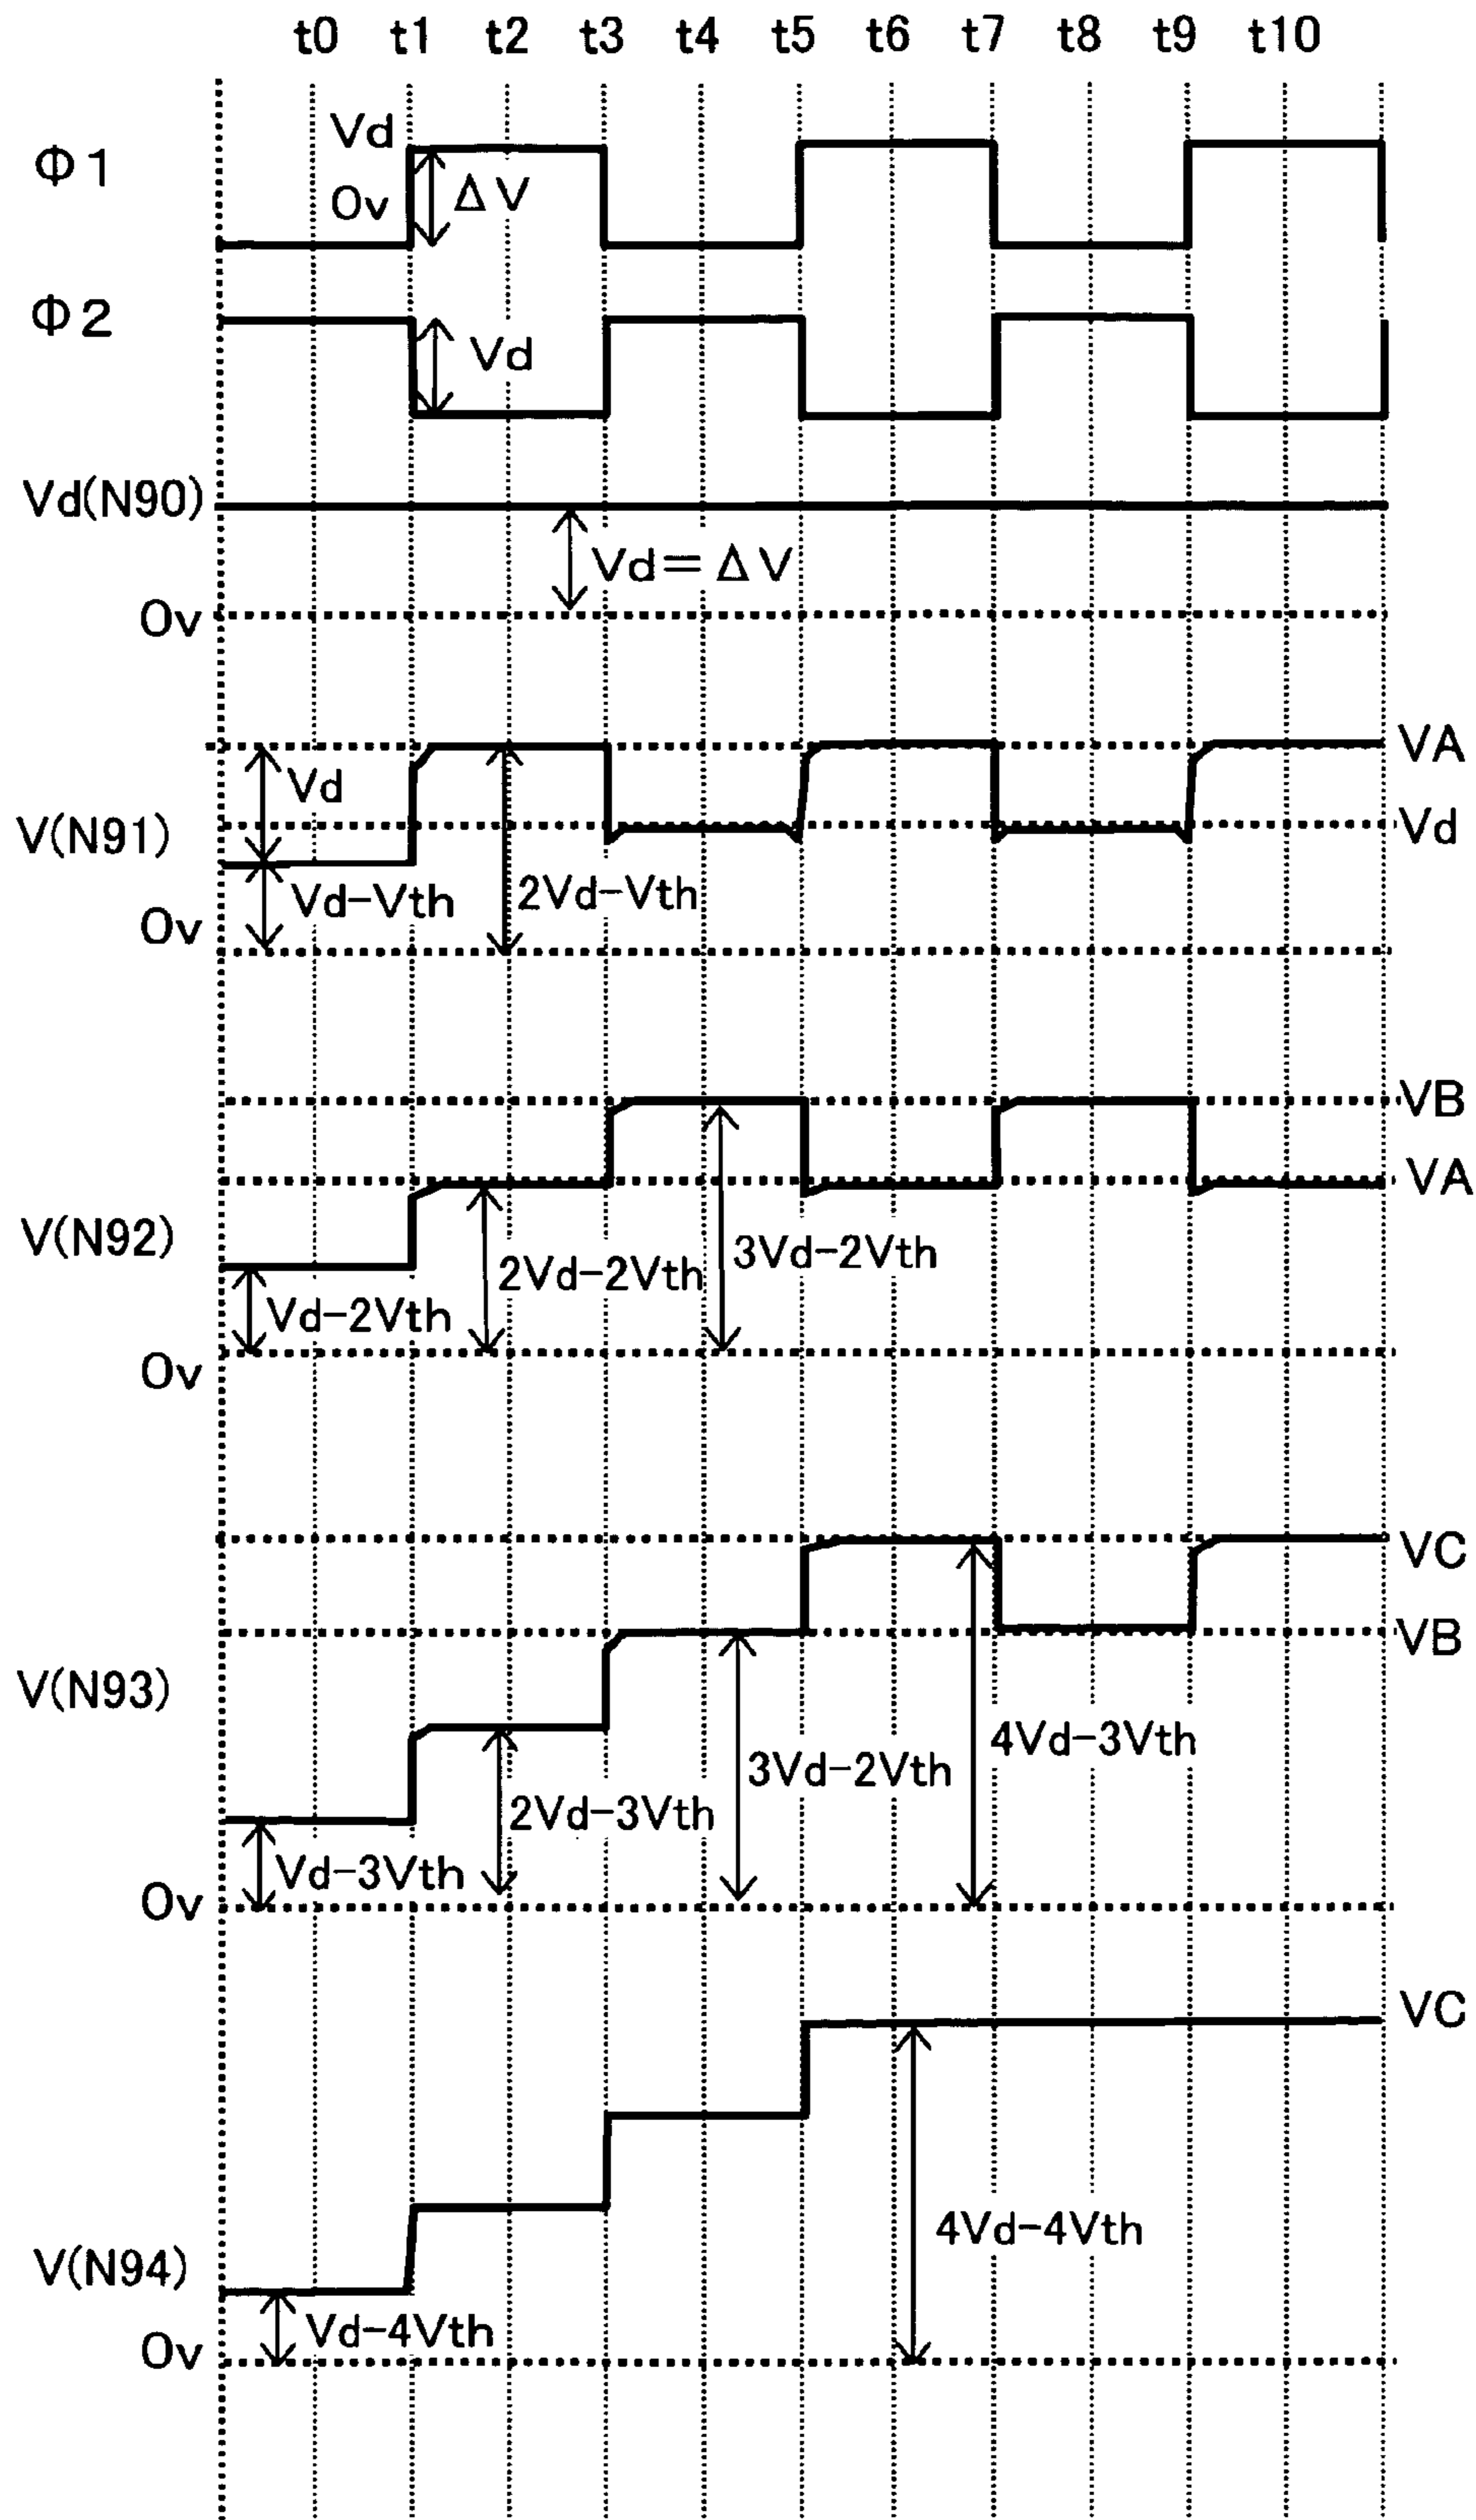 t0 t1 t2 t3 t4 t5 t6 t7 t8 t9 t10
Φ1
Vd
0v
ΔV
Φ2
Vd
Vd(N90)
Vd=ΔV
0v
VA
Vd
V(N91)
Vd
Vd-Vth
2Vd-Vth
0v
VB
VA
V(N92)
3Vd-2Vth
2Vd-2Vth
Vd-2Vth
0v
VC
VB
V(N93)
4Vd-3Vth
3Vd-2Vth
2Vd-3Vth
Vd-3Vth
0v
VC
4Vd-4Vth
V(N94)
Vd-4Vth
0v